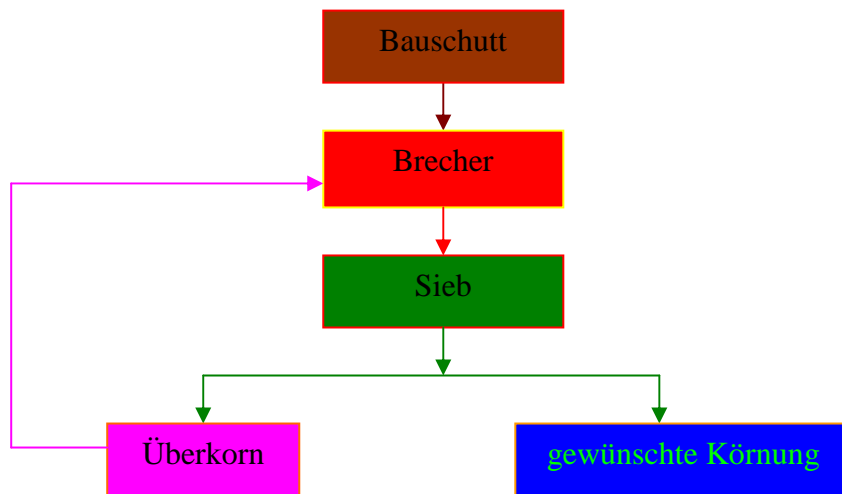 Bauschutt
Brecher
Sieb
Überkorn
gewünschte Körnung